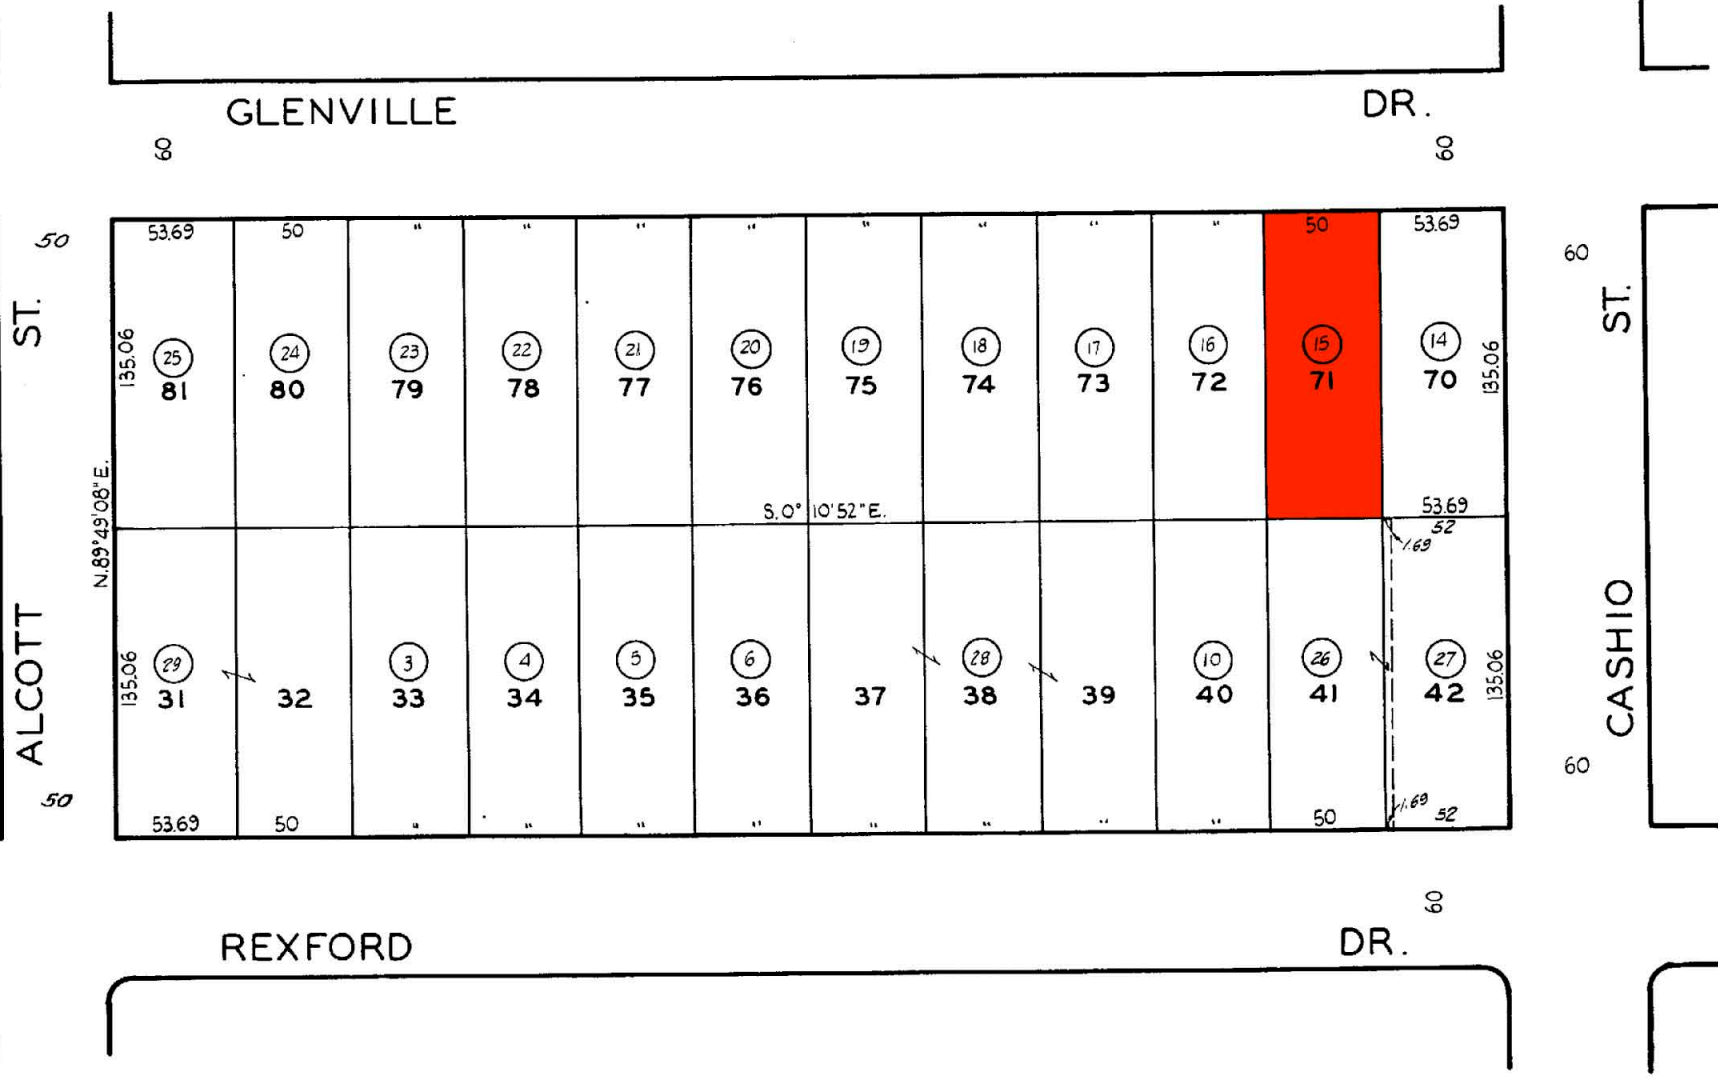 GLENVILLE DR.
60 60
50 53.69 50 " " " " " " " " 50 53.69 60
ST. ST.
135.06 25 24 23 22 21 20 19 18 17 16 15 14 135.06
81 80 79 78 77 76 75 74 73 72 71 70
N.89°49'08"E.
S.0°10'52"E. 53.69
52
1.69
ALCOTT CASHIO
135.06 29 3 4 5 6 28 10 26 27 135.06
31 32 33 34 35 36 37 38 39 40 41 42
60
50 53.69 50 " " " " " " " " 50 1.69 52
60
REXFORD DR.